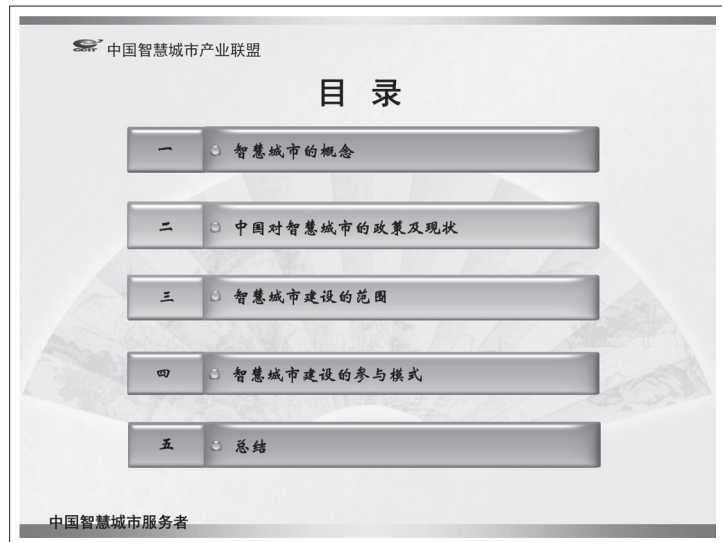 中国智慧城市产业联盟
目 录
一 智慧城市的概念
二 中国对智慧城市的政策及现状
三 智慧城市建设的范围
四 智慧城市建设的参与模式
五 总结
中国智慧城市服务者